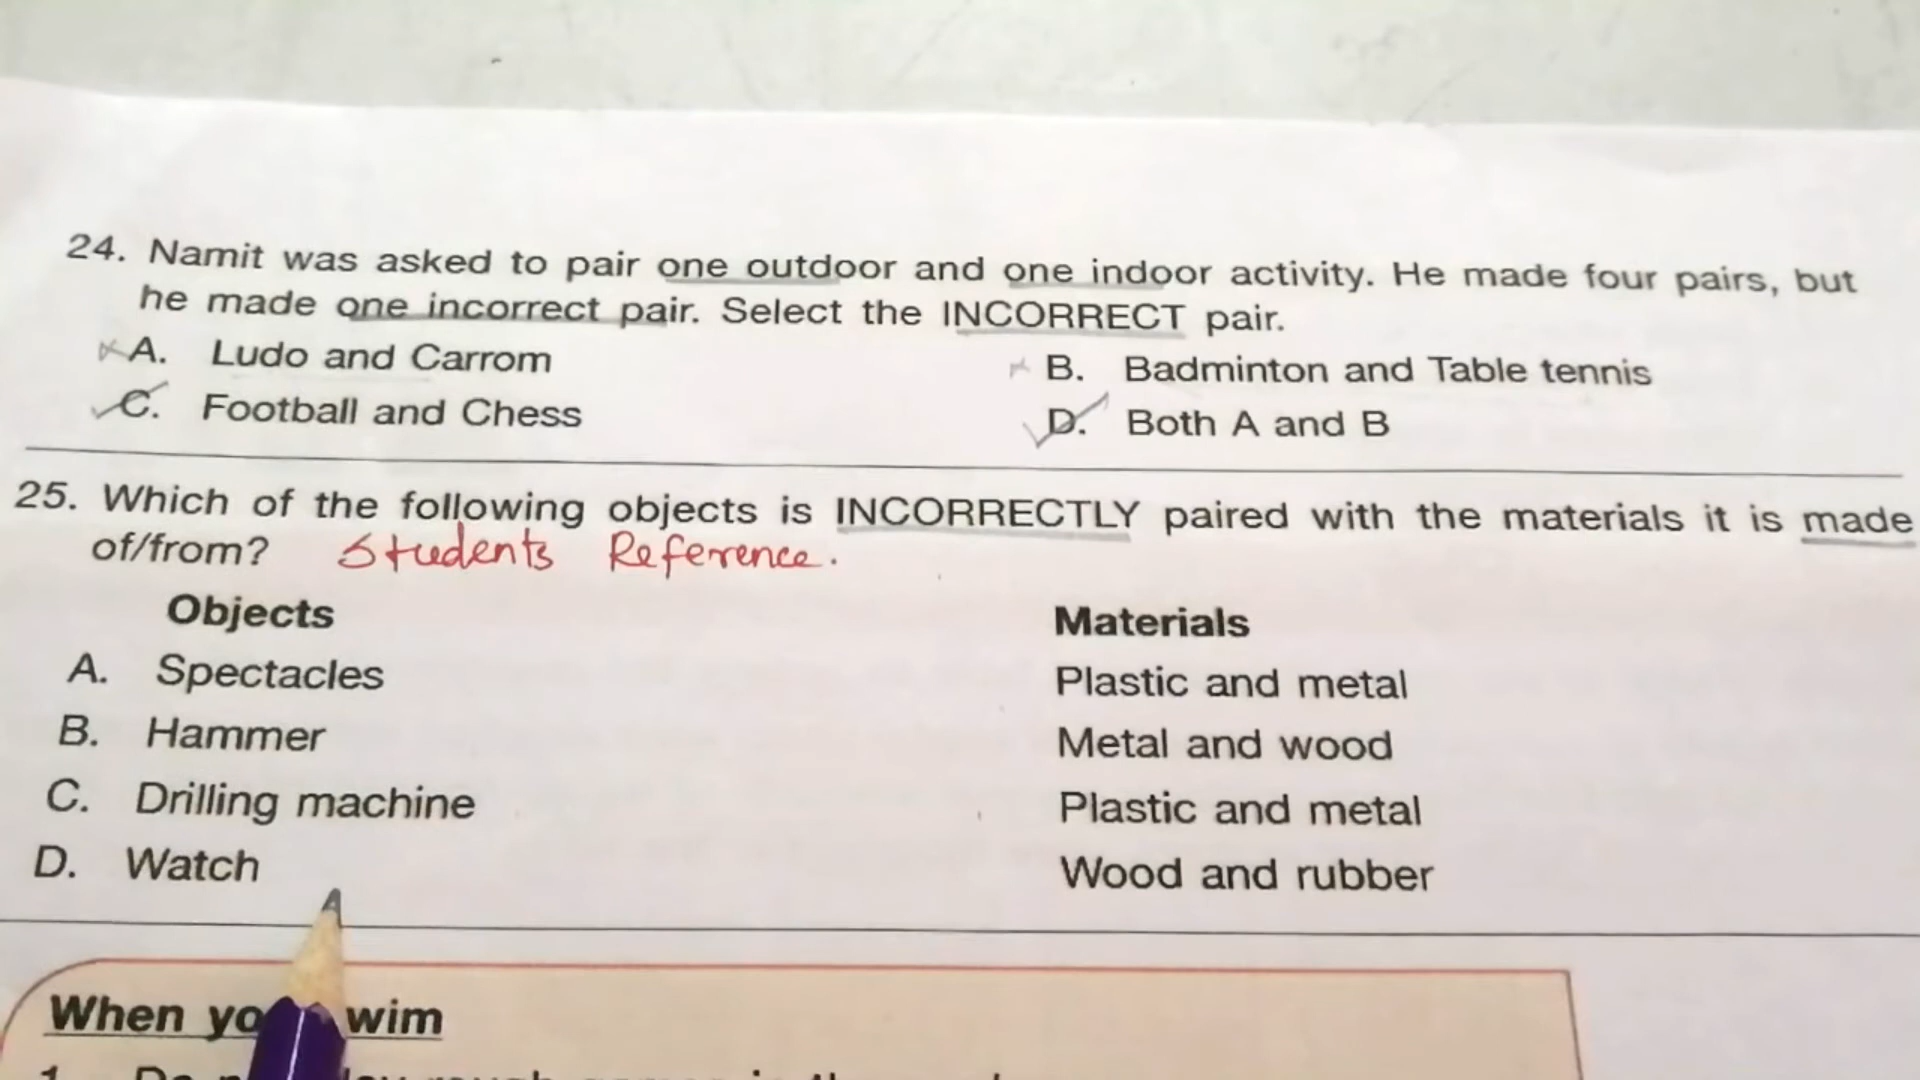 24. Namit was asked to pair one outdoor and one indoor activity. He made four pairs, but
he made one incorrect pair. Select the INCORRECT pair.
A. Ludo and Carrom
B. Badminton and Table tennis
C. Football and Chess
D. Both A and B
25. Which of the following objects is INCORRECTLY paired with the materials it is made
of/from? Students Reference.
Objects Materials
A. Spectacles Plastic and metal
B. Hammer Metal and wood
C. Drilling machine Plastic and metal
D. Watch Wood and rubber
When